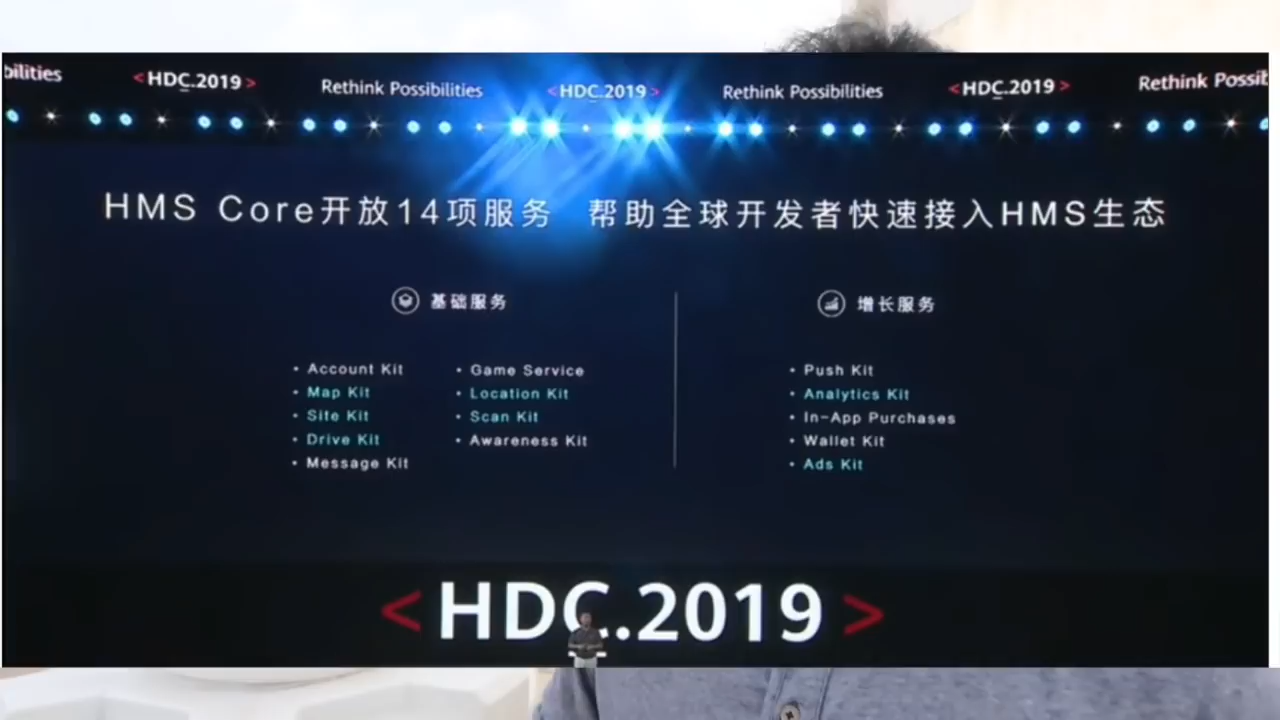 bilities <HDC.2019> Rethink Possibilities <HDC.2019> Rethink Possibilities <HDC.2019> Rethink Possibil
HMS Core开放14项服务 帮助全球开发者快速接入HMS生态
基础服务
• Account Kit
• Map Kit
• Site Kit
• Drive Kit
• Message Kit
• Game Service
• Location Kit
• Scan Kit
• Awareness Kit
增长服务
• Push Kit
• Analytics Kit
• In-App Purchases
• Wallet Kit
• Ads Kit
<HDC.2019>